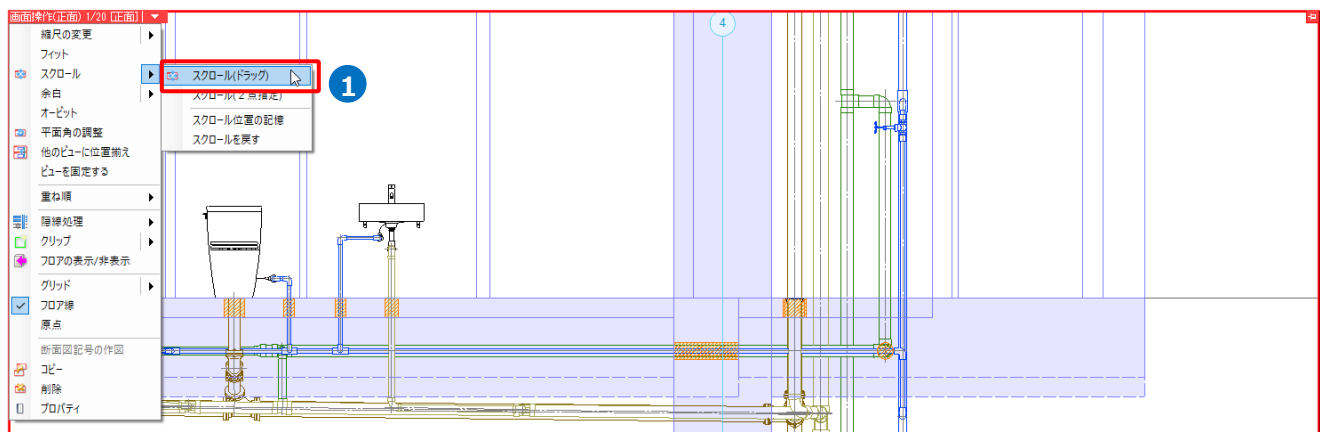 画面操作(正面) 1/20 [正面]
縮尺の変更
フィット
スクロール
余白
オービット
平面角の調整
他のビューに位置揃え
ビューを固定する
重ね順
隠線処理
クリップ
フロアの表示/非表示
グリッド
フロア線
原点
断面図記号の作図
コピー
削除
プロパティ
スクロール(ドラッグ)
スクロール(2点指定)
スクロール位置の記憶
スクロールを戻す
1
4